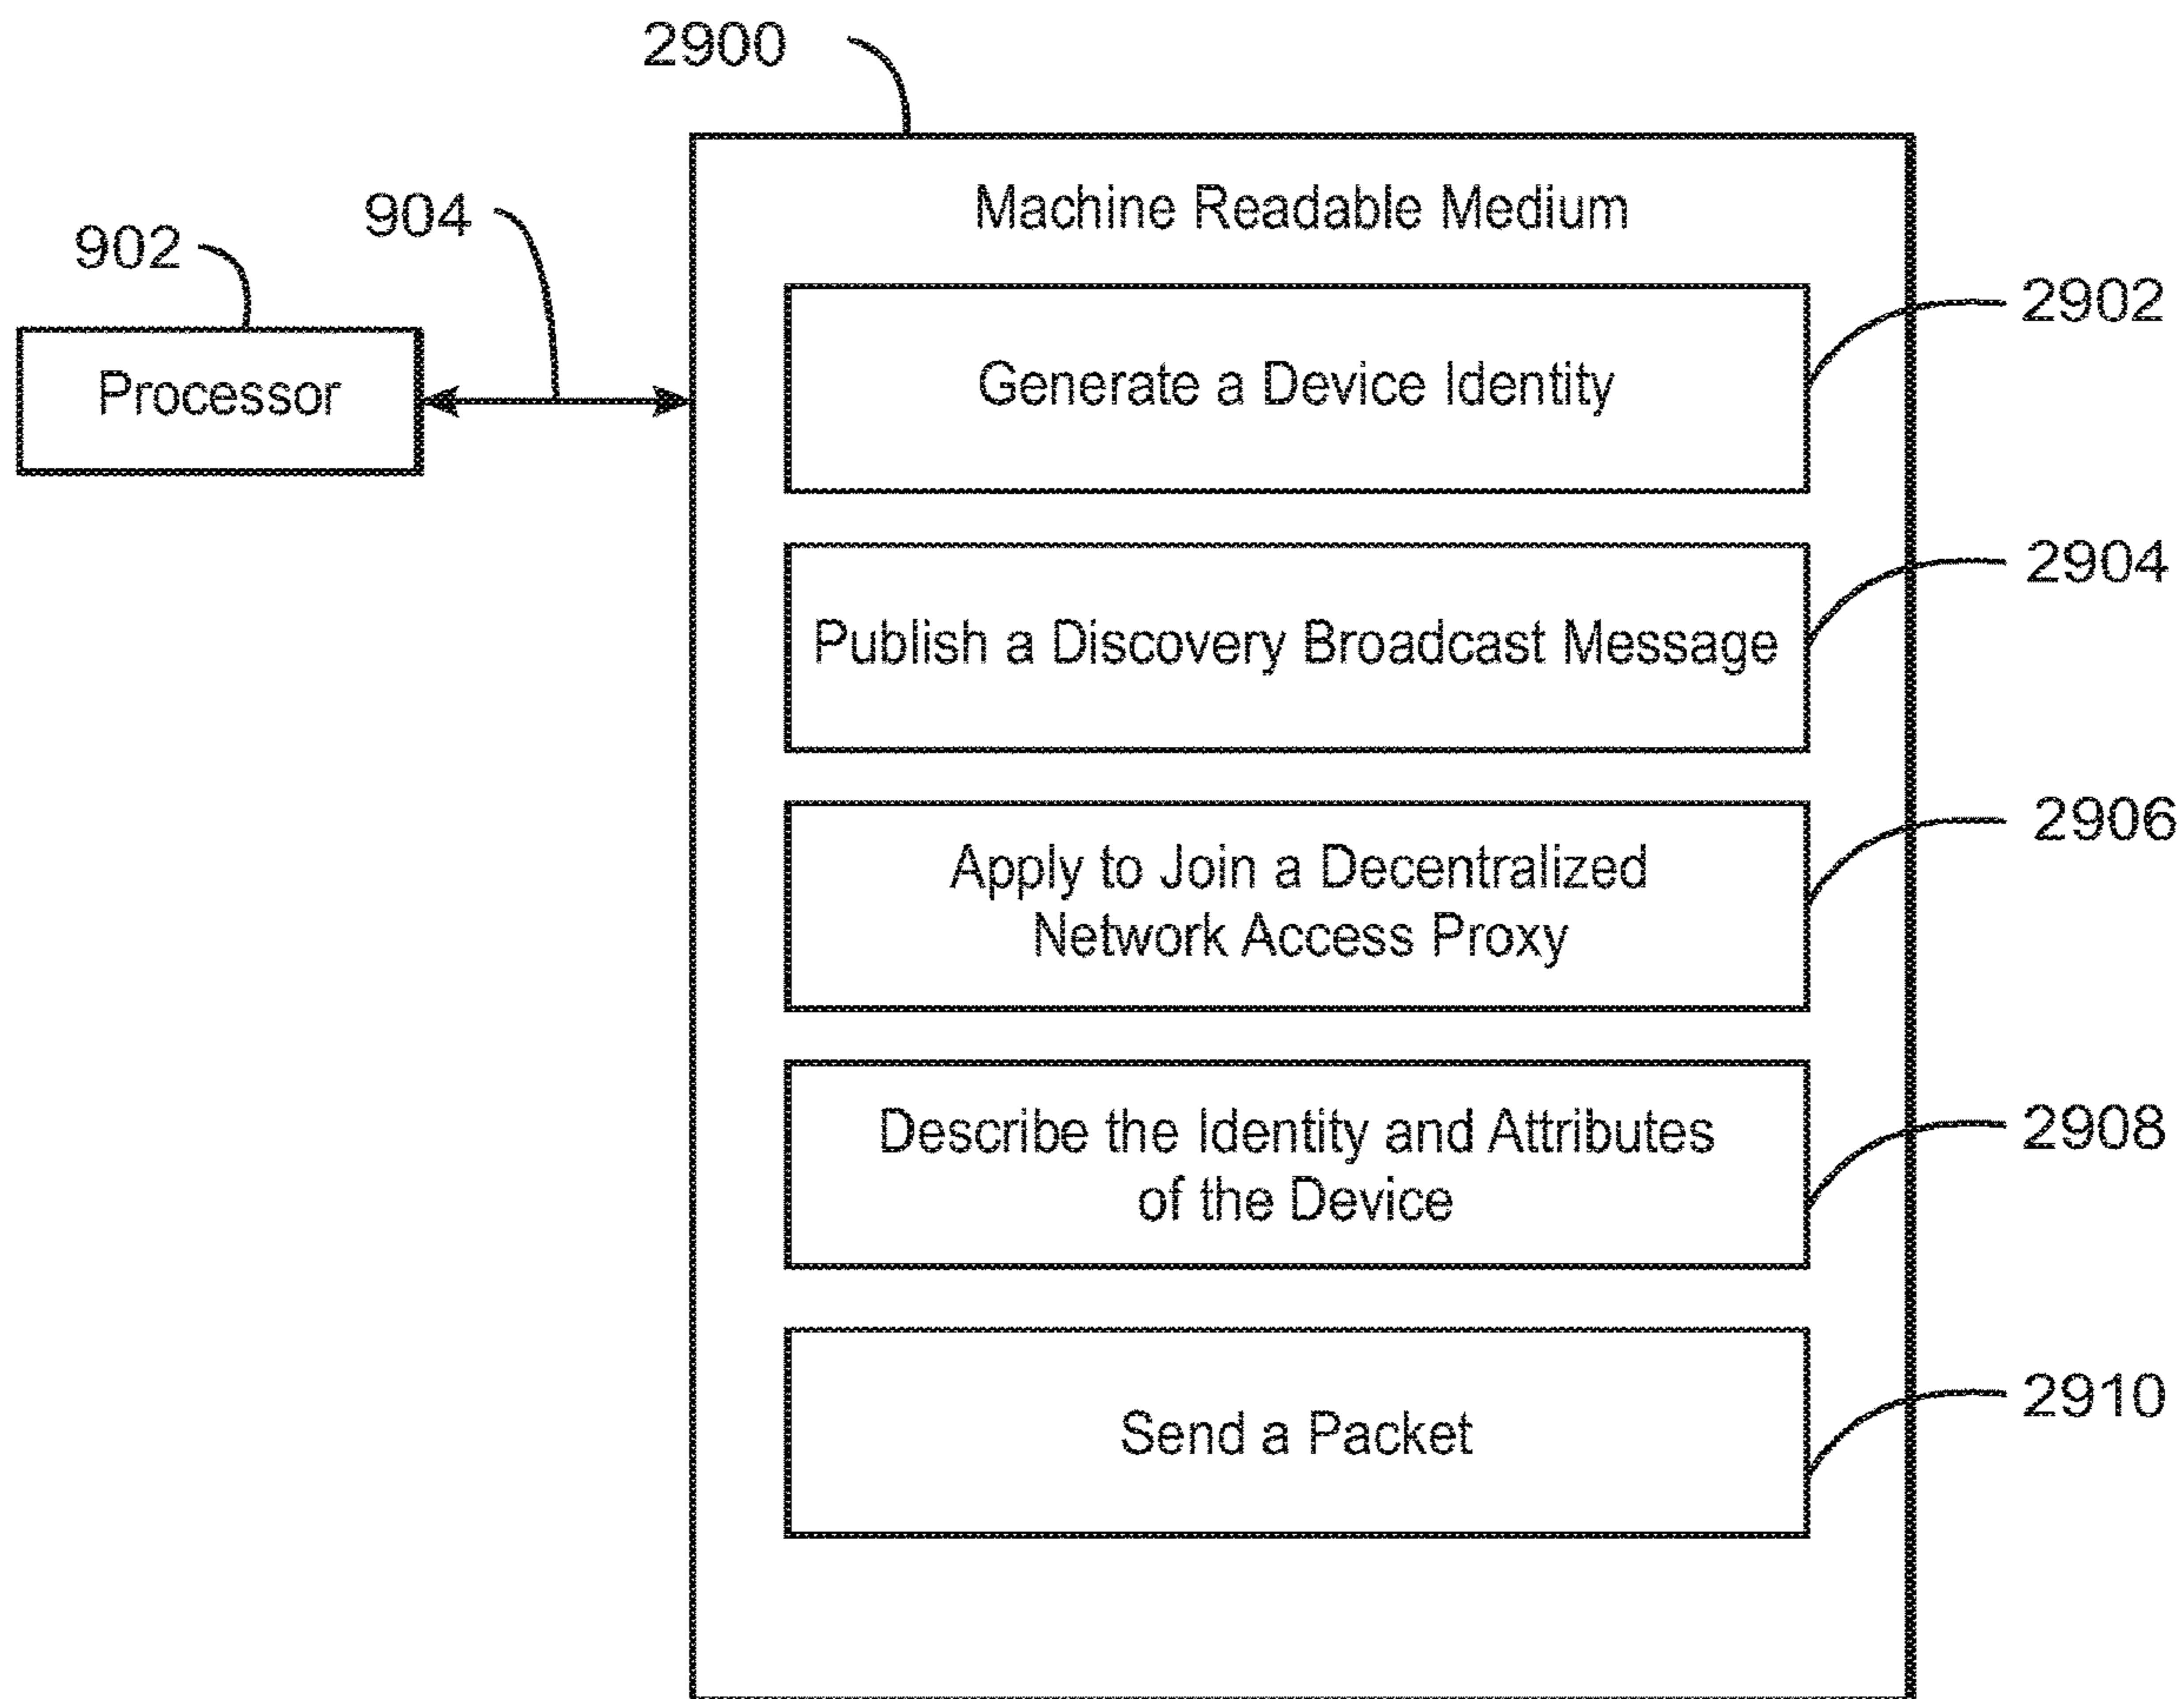 2900
904
902
Machine Readable Medium
Processor
Generate a Device Identity
2902
Publish a Discovery Broadcast Message
2904
Apply to Join a Decentralized
Network Access Proxy
2906
Describe the Identity and Attributes
of the Device
2908
Send a Packet
2910